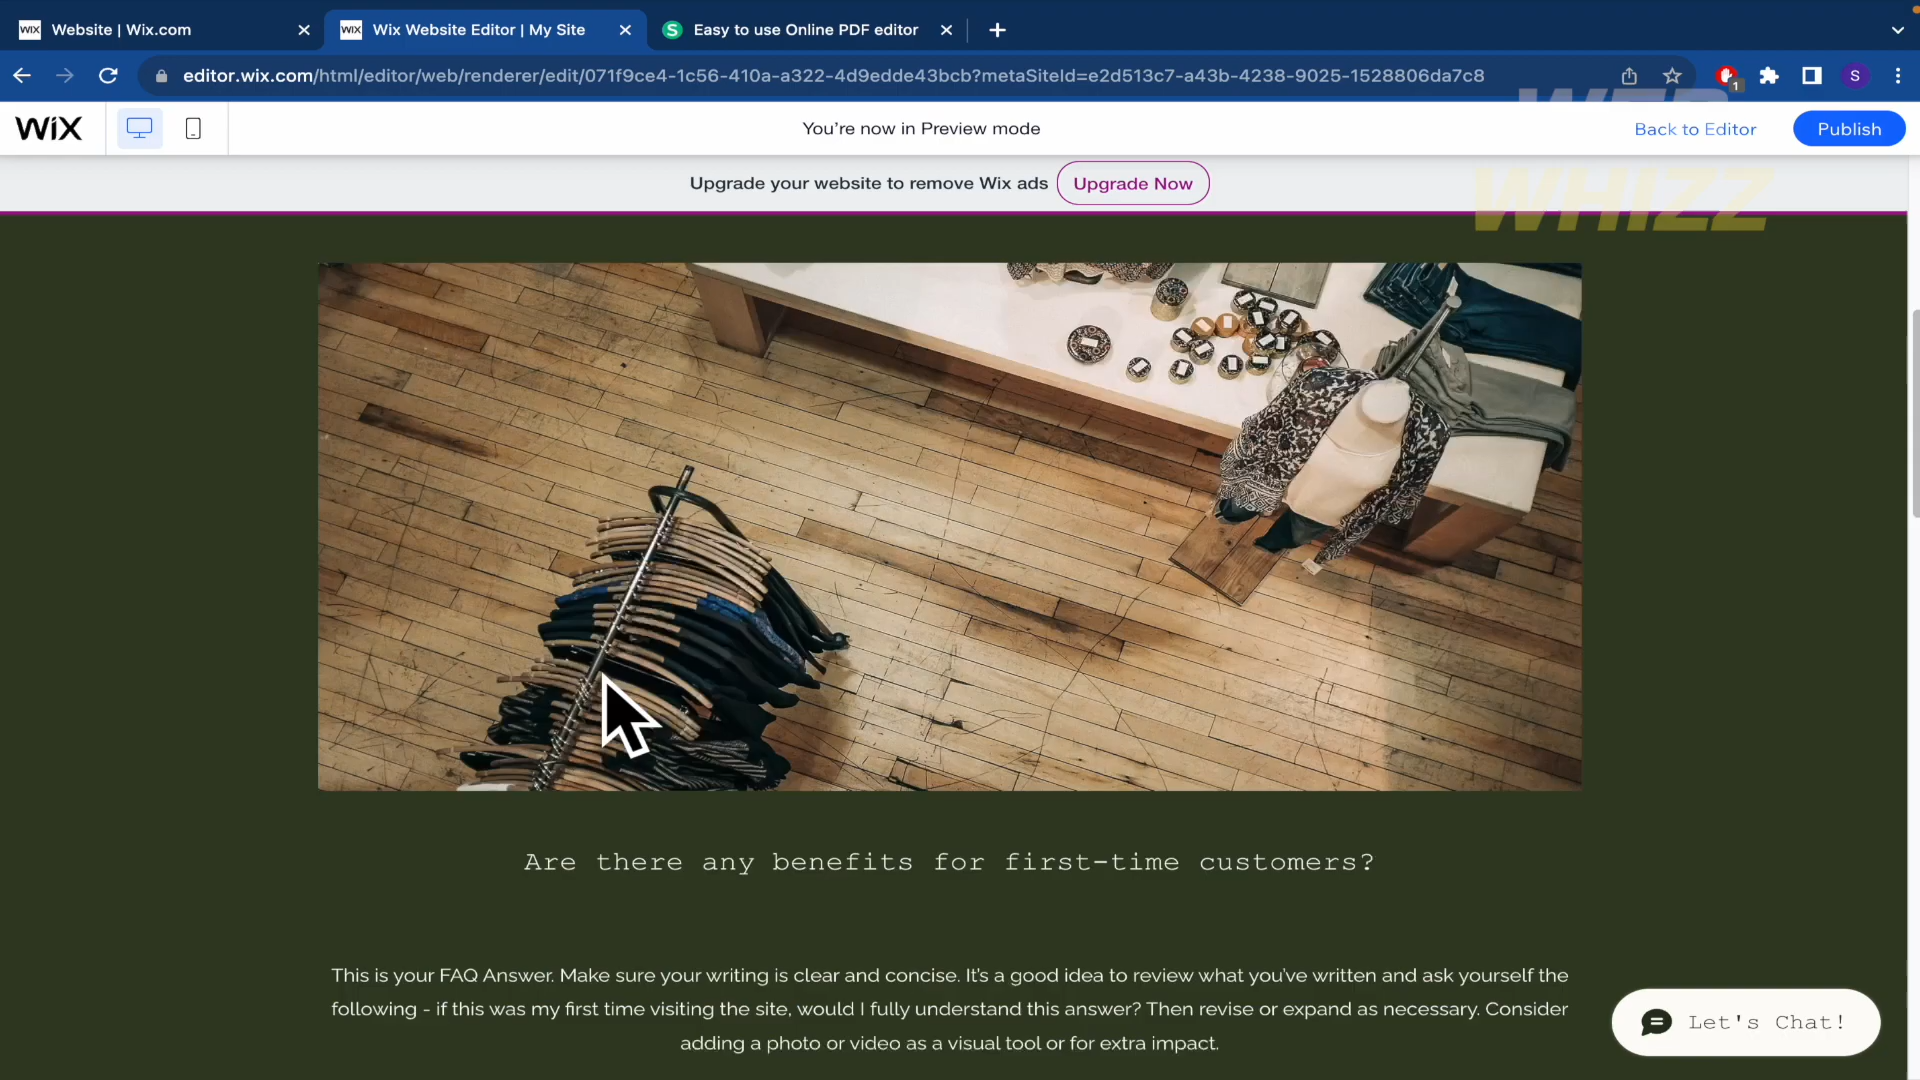 WIX Website | Wix.com
WIX Wix Website Editor | My Site
S Easy to use Online PDF editor
editor.wix.com/html/editor/web/renderer/edit/071f9ce4-1c56-410a-a322-4d9edde43bcb?metaSiteId=e2d513c7-a43b-4238-9025-1528806da7c8
1
S
WiX
You're now in Preview mode
Back to Editor
Publish
WEB
WHIZZ
Upgrade your website to remove Wix ads
Upgrade Now
Are there any benefits for first-time customers?
This is your FAQ Answer. Make sure your writing is clear and concise. It's a good idea to review what you've written and ask yourself the
following - if this was my first time visiting the site, would I fully understand this answer? Then revise or expand as necessary. Consider
adding a photo or video as a visual tool or for extra impact.
Let's Chat!